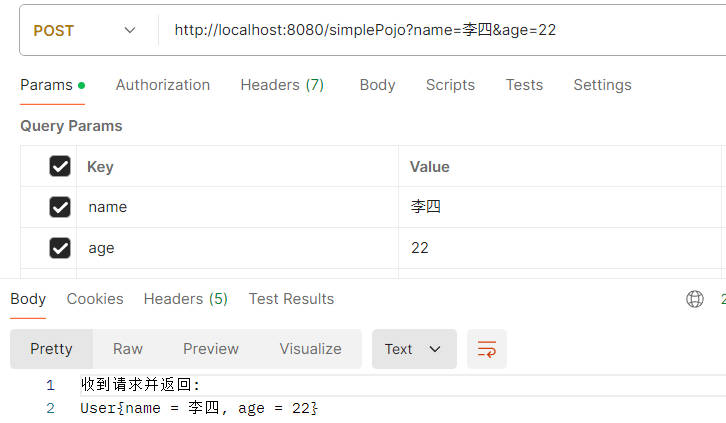 POST http://localhost:8080/simplePojo?name=李四&age=22
Params Authorization Headers (7) Body Scripts Tests Settings
Query Params
Key Value
name 李四
age 22
Body Cookies Headers (5) Test Results 2
Pretty Raw Preview Visualize Text
1 收到请求并返回:
2 User{name = 李四, age = 22}